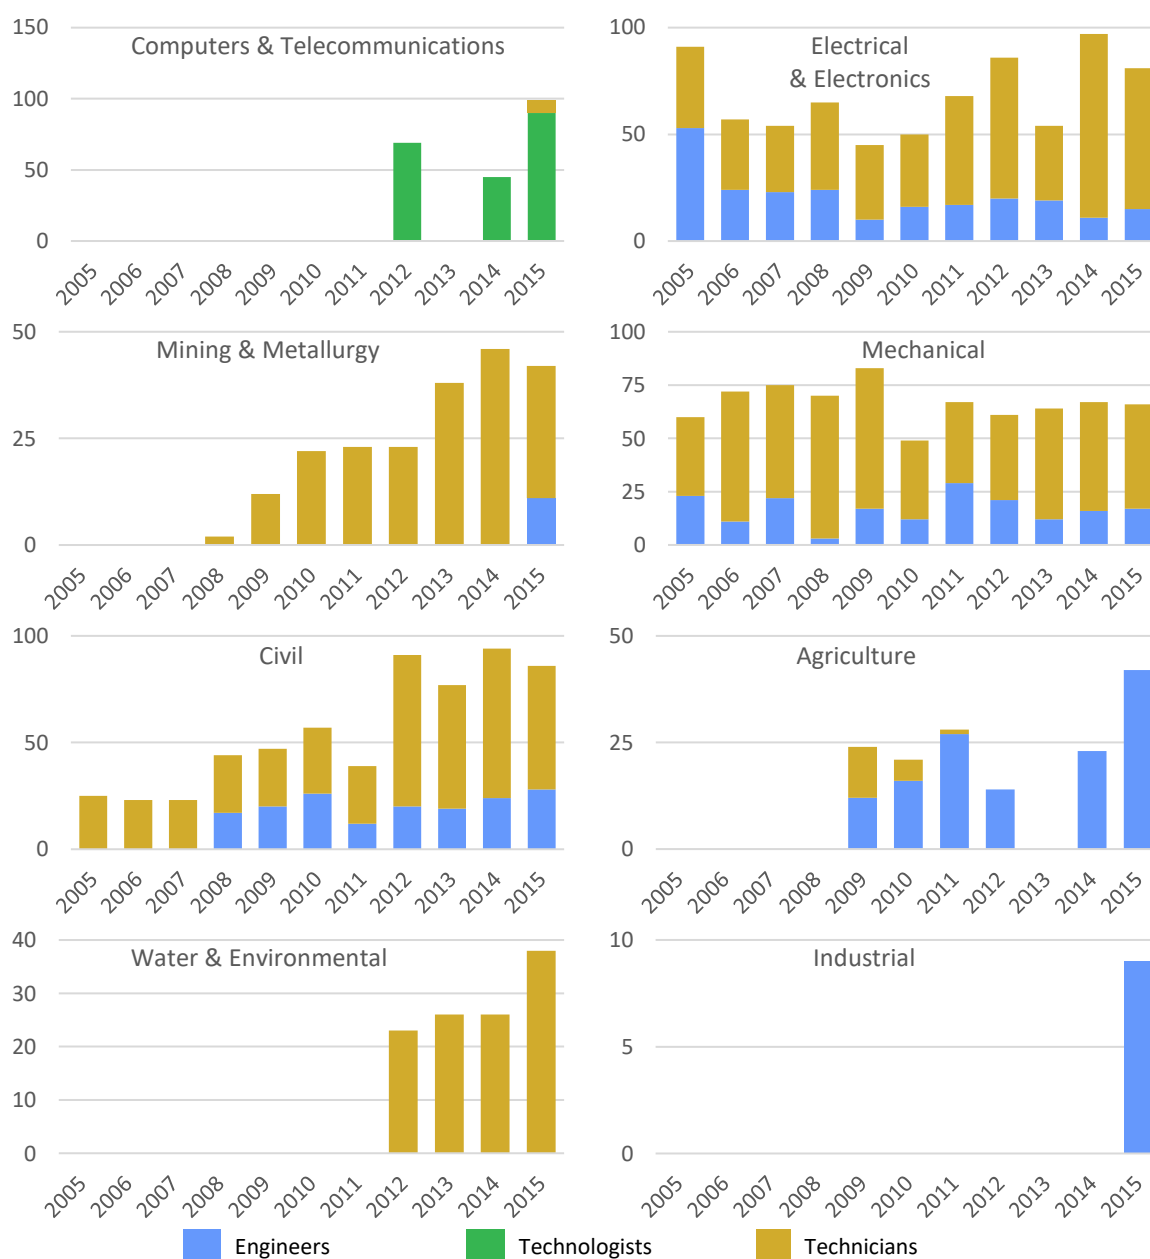 150
100
50
0
Computers & Telecommunications
2005 2006 2007 2008 2009 2010 2011 2012 2013 2014 2015
100
50
0
Electrical
& Electronics
2005 2006 2007 2008 2009 2010 2011 2012 2013 2014 2015
50
25
0
Mining & Metallurgy
2005 2006 2007 2008 2009 2010 2011 2012 2013 2014 2015
100
75
50
25
0
Mechanical
2005 2006 2007 2008 2009 2010 2011 2012 2013 2014 2015
100
50
0
Civil
2005 2006 2007 2008 2009 2010 2011 2012 2013 2014 2015
50
25
0
Agriculture
2005 2006 2007 2008 2009 2010 2011 2012 2013 2014 2015
40
30
20
10
0
Water & Environmental
2005 2006 2007 2008 2009 2010 2011 2012 2013 2014 2015
10
5
0
Industrial
2005 2006 2007 2008 2009 2010 2011 2012 2013 2014 2015
Engineers Technologists Technicians